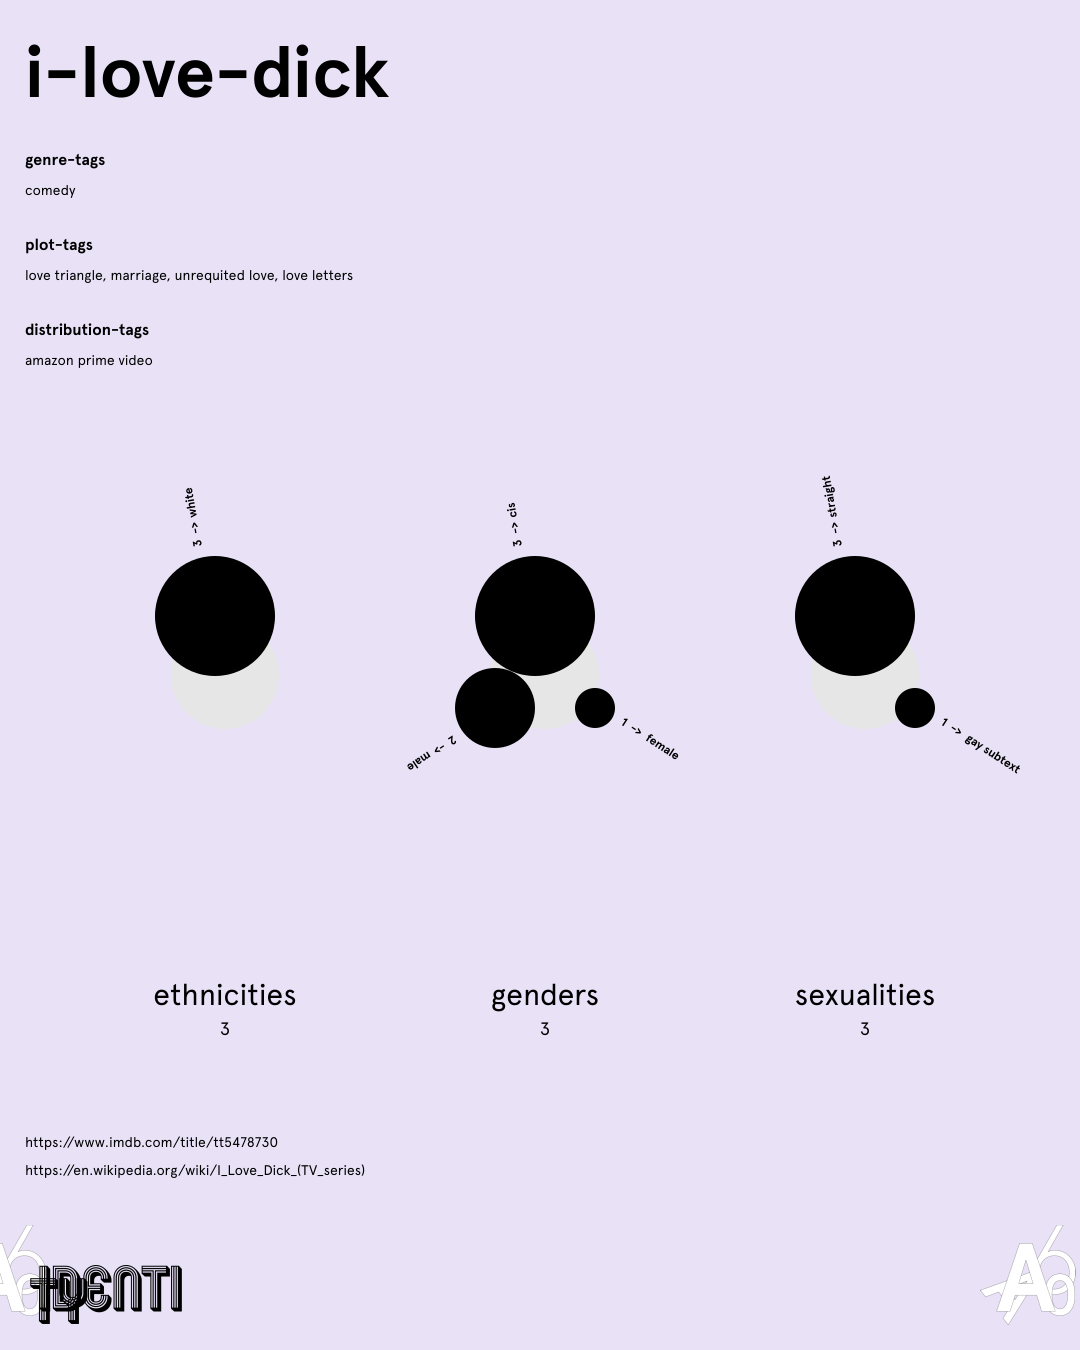 i-love-dick
genre-tags
comedy
plot-tags
love triangle, marriage, unrequited love, love letters
distribution-tags
amazon prime video
3 -> white
3 -> cis
3 -> straight
2 -> male
1 -> female
1 -> gay subtext
ethnicities
3
genders
3
sexualities
3
https://www.imdb.com/title/tt5478730
https://en.wikipedia.org/wiki/I_Love_Dick_(TV_series)
IDENTI
TY